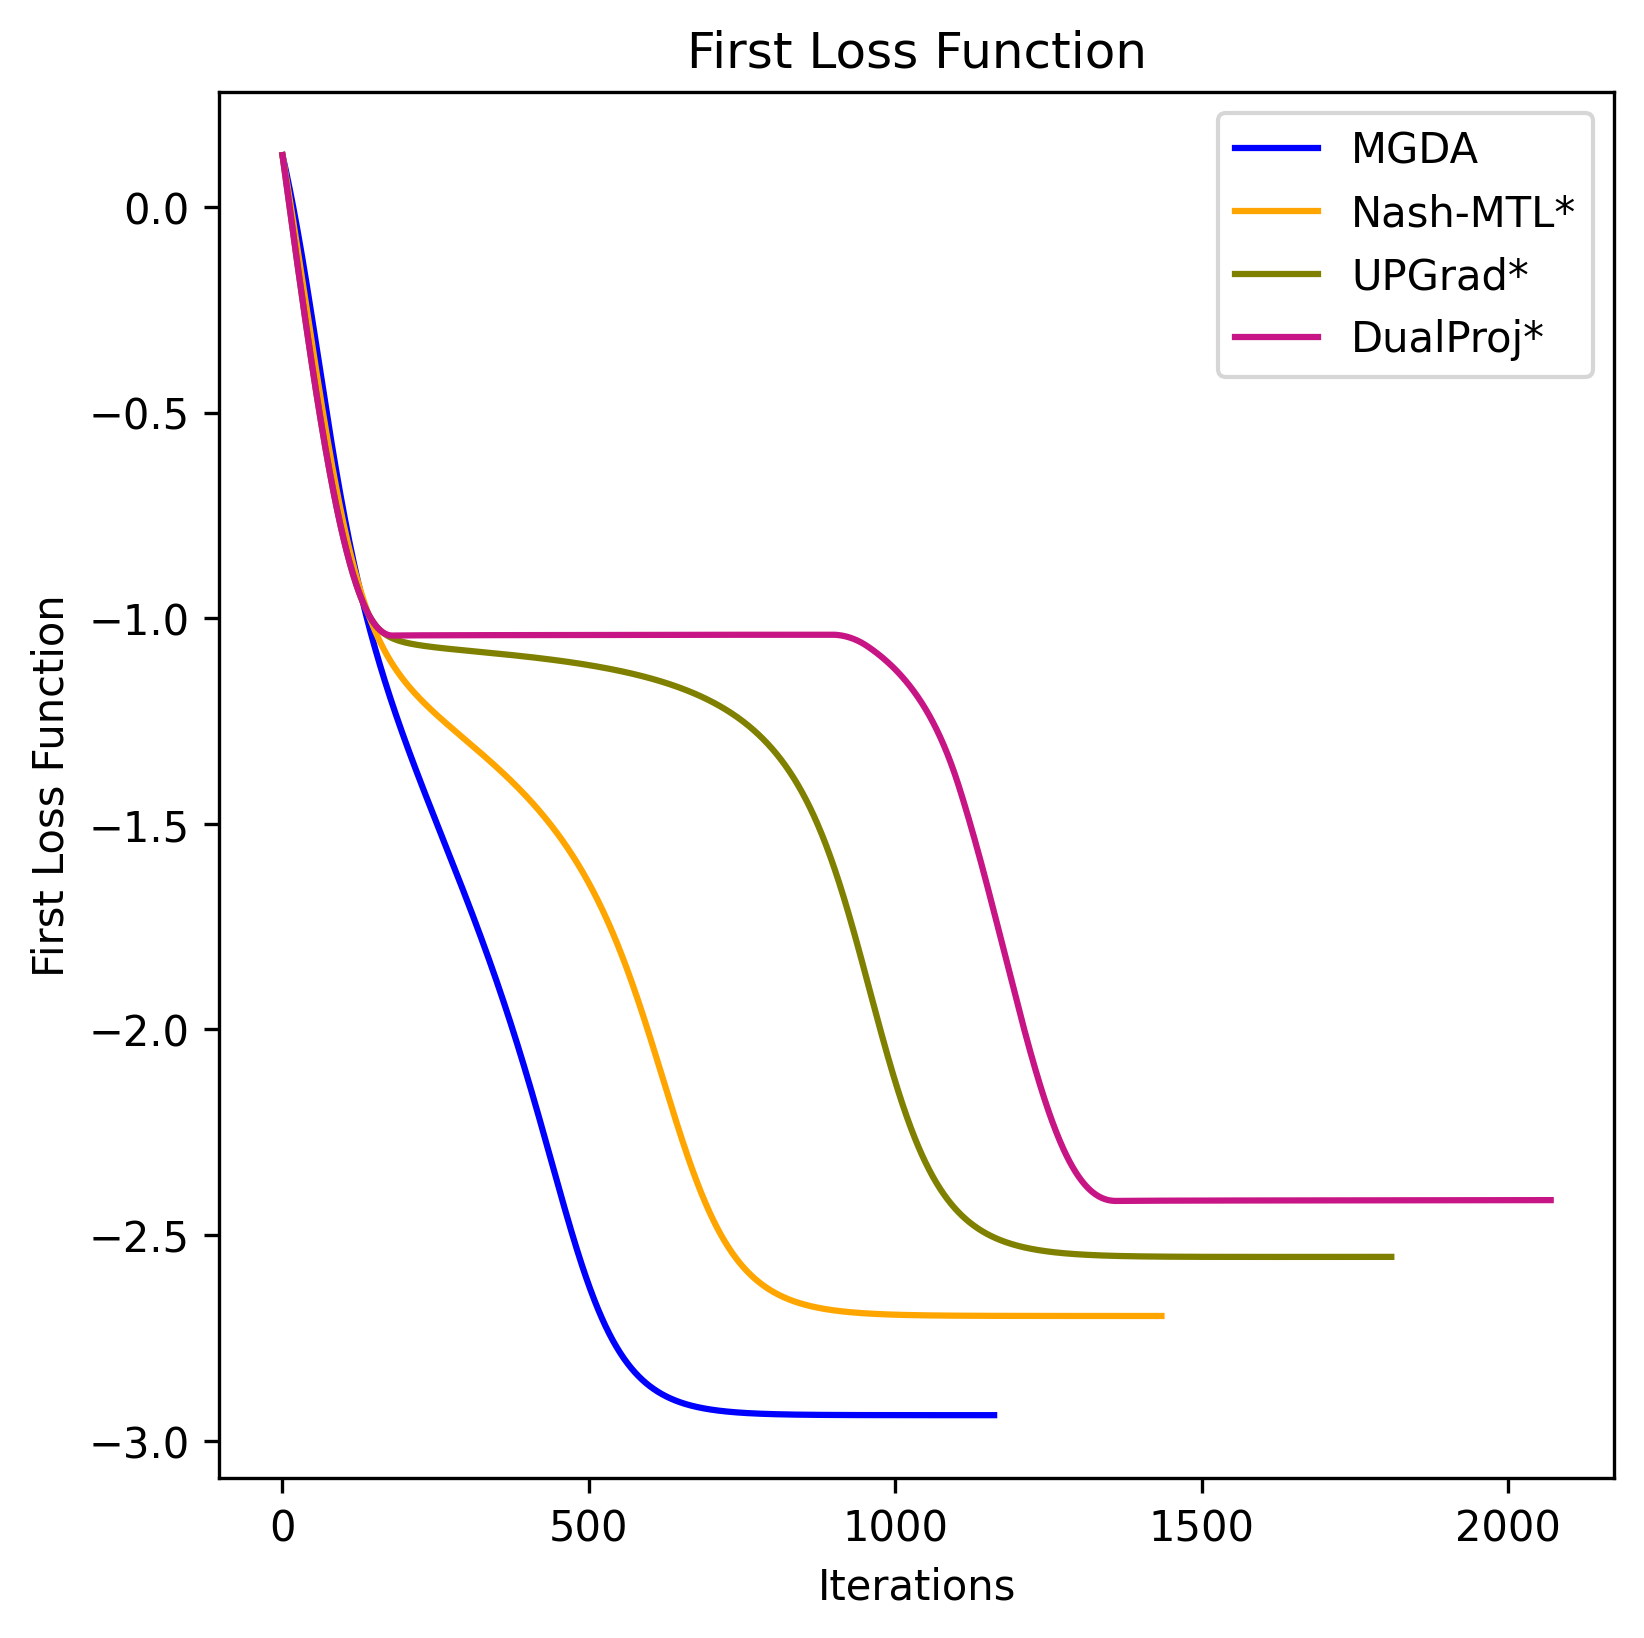 First Loss Function
MGDA
Nash-MTL*
UPGrad*
DualProj*
First Loss Function
0.0
−0.5
−1.0
−1.5
−2.0
−2.5
−3.0
0 500 1000 1500 2000
Iterations